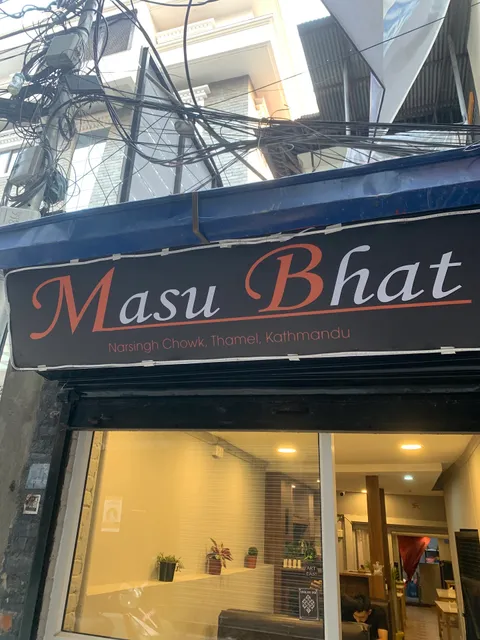 Masu Bhat
Narsingh Chowk, Thamel, Kathmandu